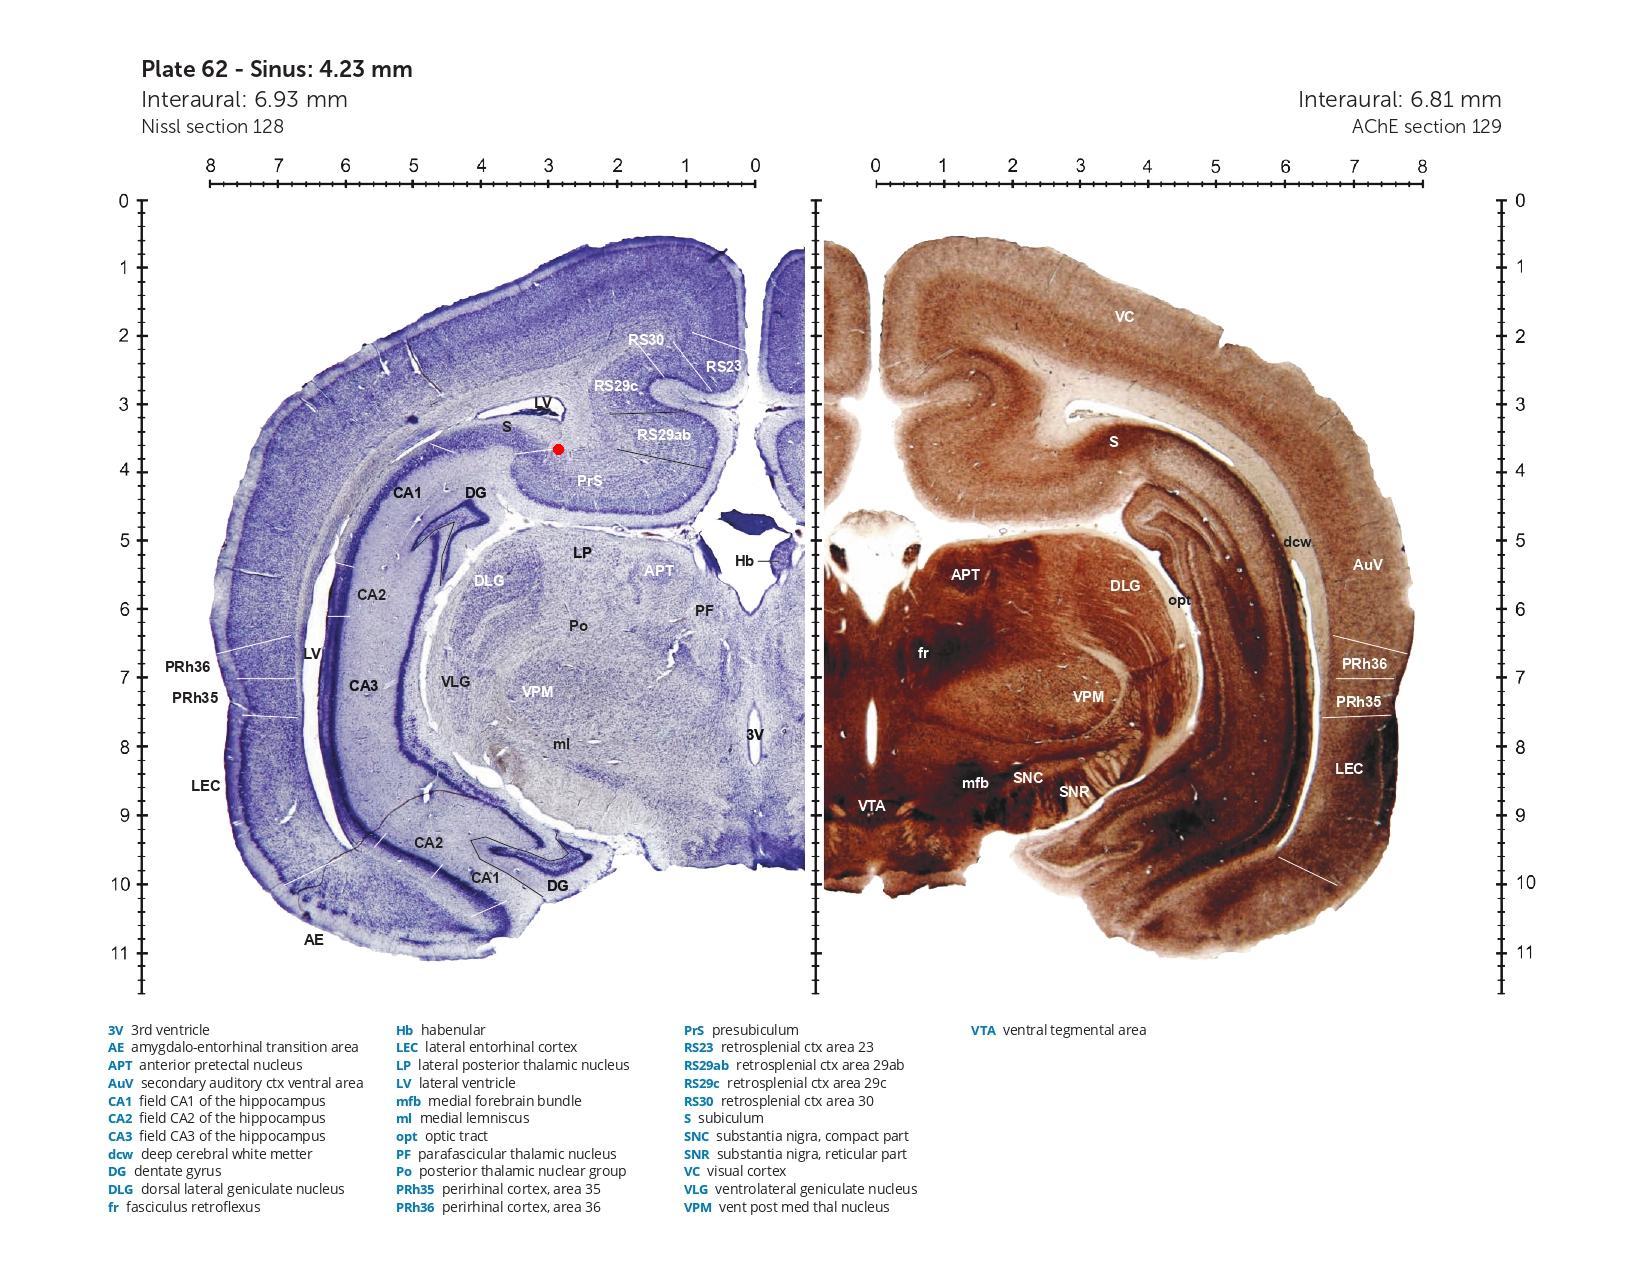 Plate 62 - Sinus: 4.23 mm
Interaural: 6.93 mm
Nissl section 128
Interaural: 6.81 mm
AChE section 129
8 7 6 5 4 3 2 1 0
0 1 2 3 4 5 6 7 8
0
1
2
3
4
5
6
7
8
9
10
11
0
1
2
3
4
5
6
7
8
9
10
11
RS30
RS23
RS29c
LV
S
RS29ab
PrS
CA1
DG
LP
DLG
APT
Hb
CA2
PF
Po
LV
PRh36
CA3
VLG
VPM
PRh35
3V
ml
LEC
CA2
CA1
DG
AE
VC
S
dcw
AuV
APT
DLG
opt
fr
PRh36
VPM
PRh35
LEC
SNC
mfb
SNR
VTA
3V 3rd ventricle
AE amygdalo-entorhinal transition area
APT anterior pretectal nucleus
AuV secondary auditory ctx ventral area
CA1 field CA1 of the hippocampus
CA2 field CA2 of the hippocampus
CA3 field CA3 of the hippocampus
dcw deep cerebral white metter
DG dentate gyrus
DLG dorsal lateral geniculate nucleus
fr fasciculus retroflexus
Hb habenular
LEC lateral entorhinal cortex
LP lateral posterior thalamic nucleus
LV lateral ventricle
mfb medial forebrain bundle
ml medial lemniscus
opt optic tract
PF parafascicular thalamic nucleus
Po posterior thalamic nuclear group
PRh35 perirhinal cortex, area 35
PRh36 perirhinal cortex, area 36
PrS presubiculum
RS23 retrosplenial ctx area 23
RS29ab retrosplenial ctx area 29ab
RS29c retrosplenial ctx area 29c
RS30 retrosplenial ctx area 30
S subiculum
SNC substantia nigra, compact part
SNR substantia nigra, reticular part
VC visual cortex
VLG ventrolateral geniculate nucleus
VPM vent post med thal nucleus
VTA ventral tegmental area